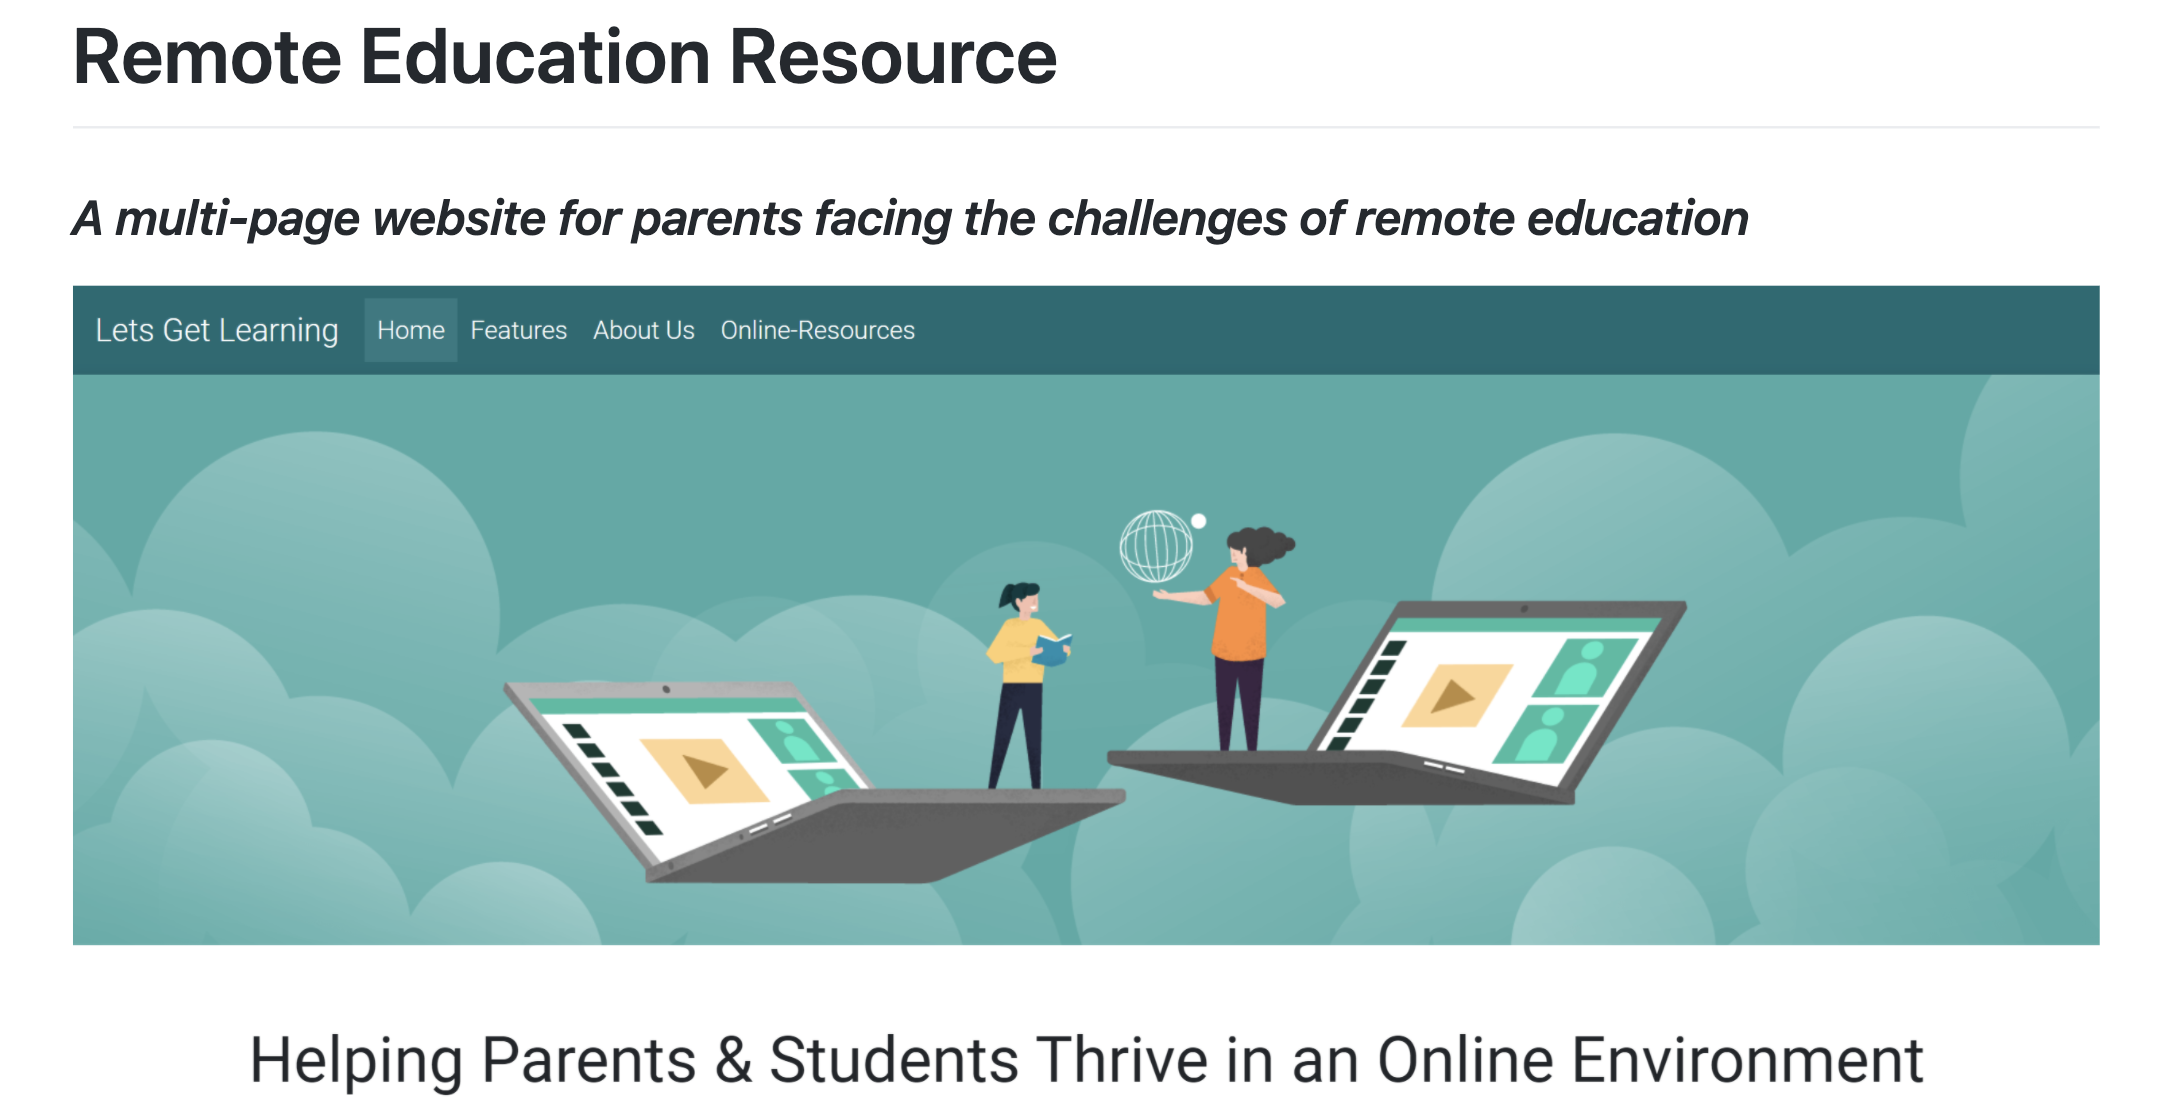 Remote Education Resource
A multi-page website for parents facing the challenges of remote education
Lets Get Learning Home Features About Us Online-Resources
Helping Parents & Students Thrive in an Online Environment